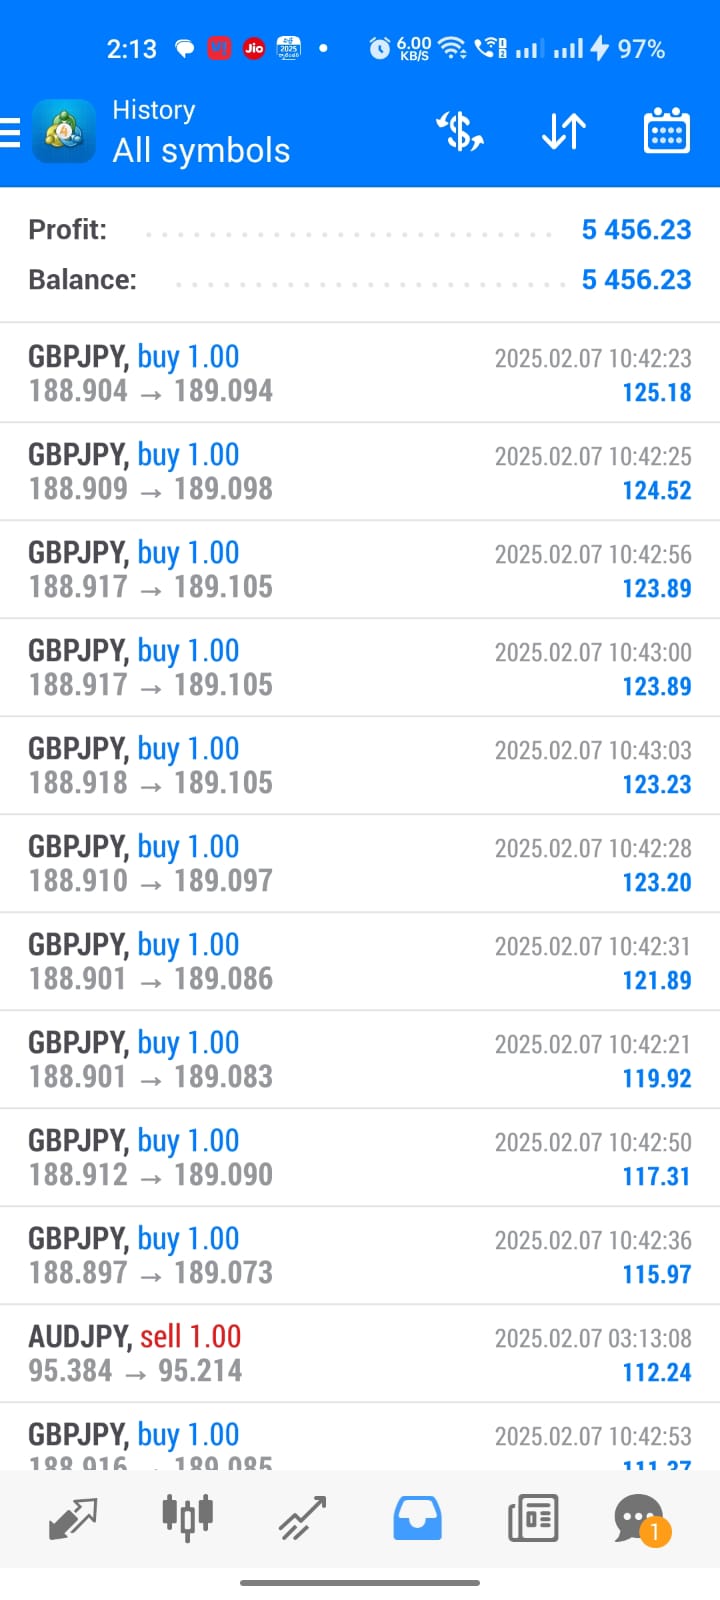 2:13
Jio
2025
6.00
KB/S
97%
History
All symbols
Profit: 5 456.23
Balance: 5 456.23
GBPJPY, buy 1.00 2025.02.07 10:42:23
188.904 → 189.094 125.18
GBPJPY, buy 1.00 2025.02.07 10:42:25
188.909 → 189.098 124.52
GBPJPY, buy 1.00 2025.02.07 10:42:56
188.917 → 189.105 123.89
GBPJPY, buy 1.00 2025.02.07 10:43:00
188.917 → 189.105 123.89
GBPJPY, buy 1.00 2025.02.07 10:43:03
188.918 → 189.105 123.23
GBPJPY, buy 1.00 2025.02.07 10:42:28
188.910 → 189.097 123.20
GBPJPY, buy 1.00 2025.02.07 10:42:31
188.901 → 189.086 121.89
GBPJPY, buy 1.00 2025.02.07 10:42:21
188.901 → 189.083 119.92
GBPJPY, buy 1.00 2025.02.07 10:42:50
188.912 → 189.090 117.31
GBPJPY, buy 1.00 2025.02.07 10:42:36
188.897 → 189.073 115.97
AUDJPY, sell 1.00 2025.02.07 03:13:08
95.384 → 95.214 112.24
GBPJPY, buy 1.00 2025.02.07 10:42:53
188.916 → 189.085 111.37
1